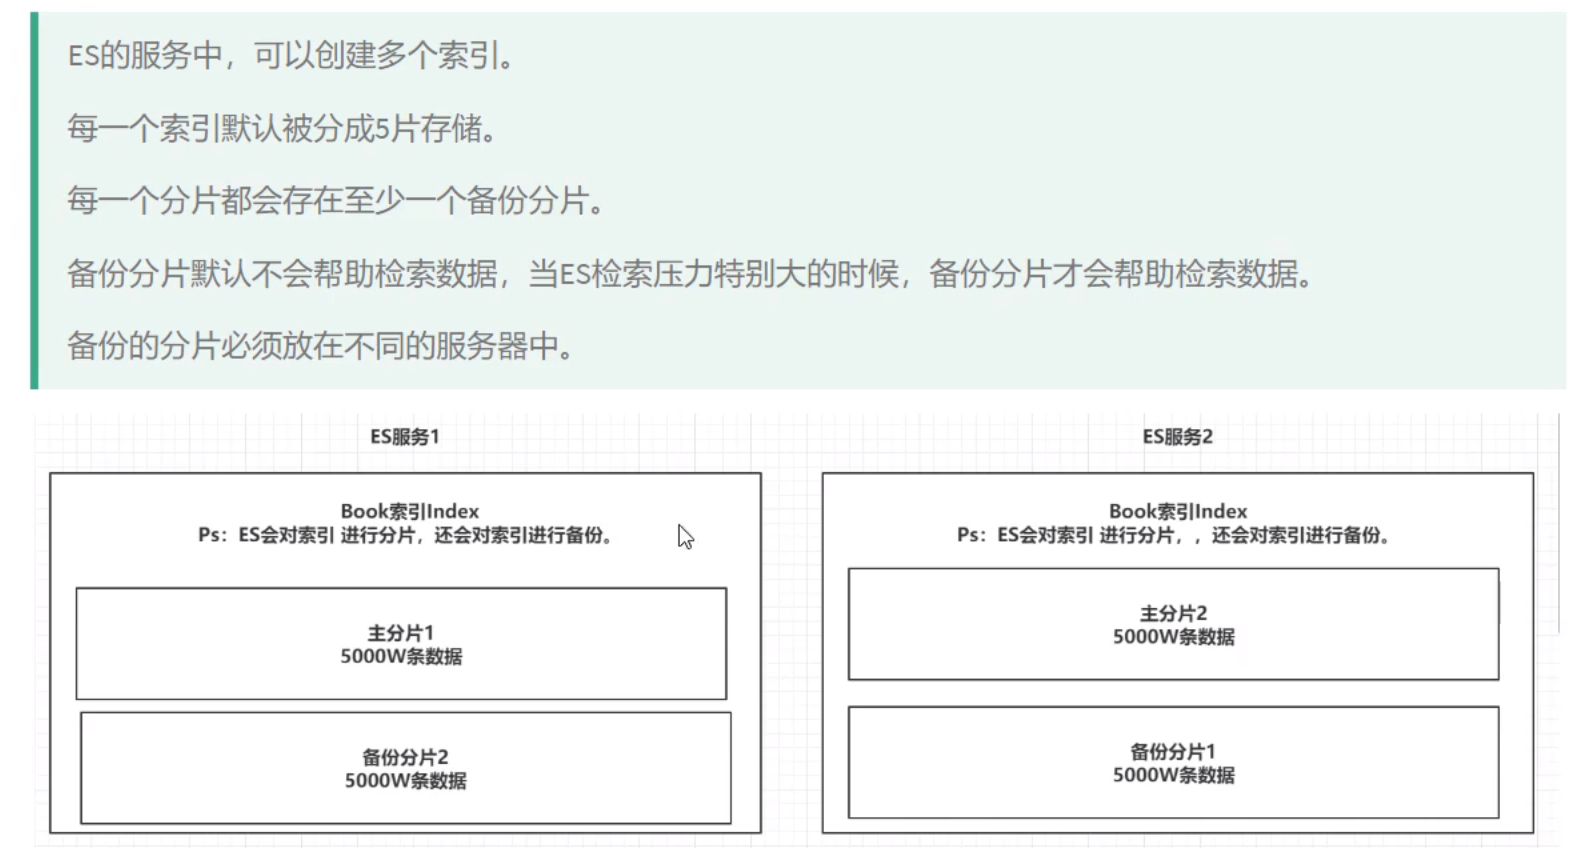 ES的服务中，可以创建多个索引。
每一个索引默认被分成5片存储。
每一个分片都会存在至少一个备份分片。
备份分片默认不会帮助检索数据，当ES检索压力特别大的时候，备份分片才会帮助检索数据。
备份的分片必须放在不同的服务器中。
ES服务1
Book索引Index
Ps：ES会对索引 进行分片，还会对索引进行备份。
主分片1
5000W条数据
备份分片2
5000W条数据
ES服务2
Book索引Index
Ps：ES会对索引 进行分片，，还会对索引进行备份。
主分片2
5000W条数据
备份分片1
5000W条数据